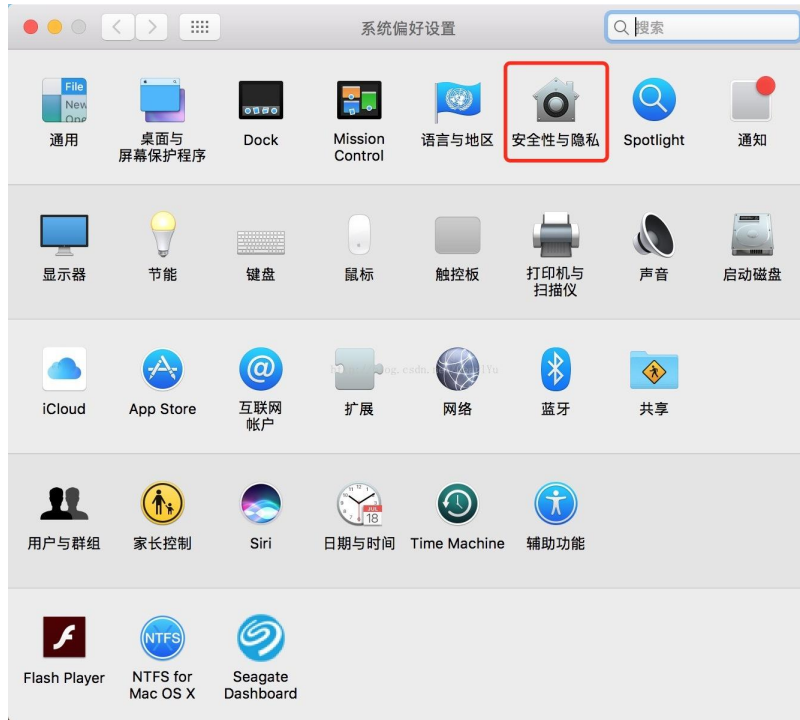 系统偏好设置
搜索
File
New
通用
桌面与
屏幕保护程序
Dock
Mission
Control
语言与地区
安全性与隐私
Spotlight
通知
显示器
节能
键盘
鼠标
触控板
打印机与
扫描仪
声音
启动磁盘
iCloud
App Store
@
互联网
帐户
扩展
网络
蓝牙
共享
用户与群组
家长控制
Siri
JUL
18
日期与时间
Time Machine
辅助功能
Flash Player
NTFS
NTFS for
Mac OS X
Seagate
Dashboard